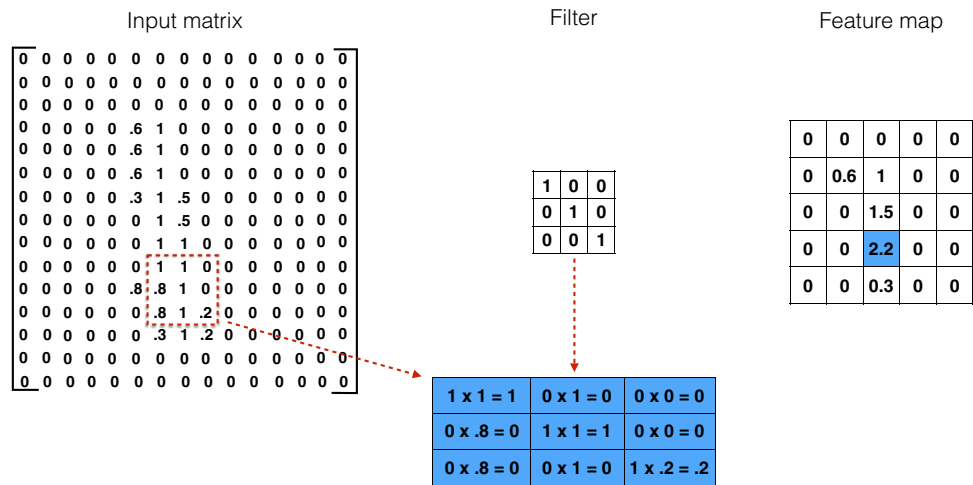 Input matrix
0 0 0 0 0 0 0 0 0 0 0 0 0 0 0
0 0 0 0 0 0 0 0 0 0 0 0 0 0 0
0 0 0 0 0 0 0 0 0 0 0 0 0 0 0
0 0 0 0 0 .6 1 0 0 0 0 0 0 0 0
0 0 0 0 0 .6 1 0 0 0 0 0 0 0 0
0 0 0 0 0 .6 1 0 0 0 0 0 0 0 0
0 0 0 0 0 .3 1 .5 0 0 0 0 0 0 0
0 0 0 0 0 0 1 .5 0 0 0 0 0 0 0
0 0 0 0 0 0 1 1 0 0 0 0 0 0 0
0 0 0 0 0 0 1 1 0 0 0 0 0 0 0
0 0 0 0 0 .8 .8 1 0 0 0 0 0 0 0
0 0 0 0 0 0 .8 1 .2 0 0 0 0 0 0
0 0 0 0 0 0 .3 1 .2 0 0 0 0 0 0
0 0 0 0 0 0 0 0 0 0 0 0 0 0 0
0 0 0 0 0 0 0 0 0 0 0 0 0 0 0
Filter
1 0 0
0 1 0
0 0 1
1 x 1 = 1 0 x 1 = 0 0 x 0 = 0
0 x .8 = 0 1 x 1 = 1 0 x 0 = 0
0 x .8 = 0 0 x 1 = 0 1 x .2 = .2
Feature map
0 0 0 0 0
0 0.6 1 0 0
0 0 1.5 0 0
0 0 2.2 0 0
0 0 0.3 0 0